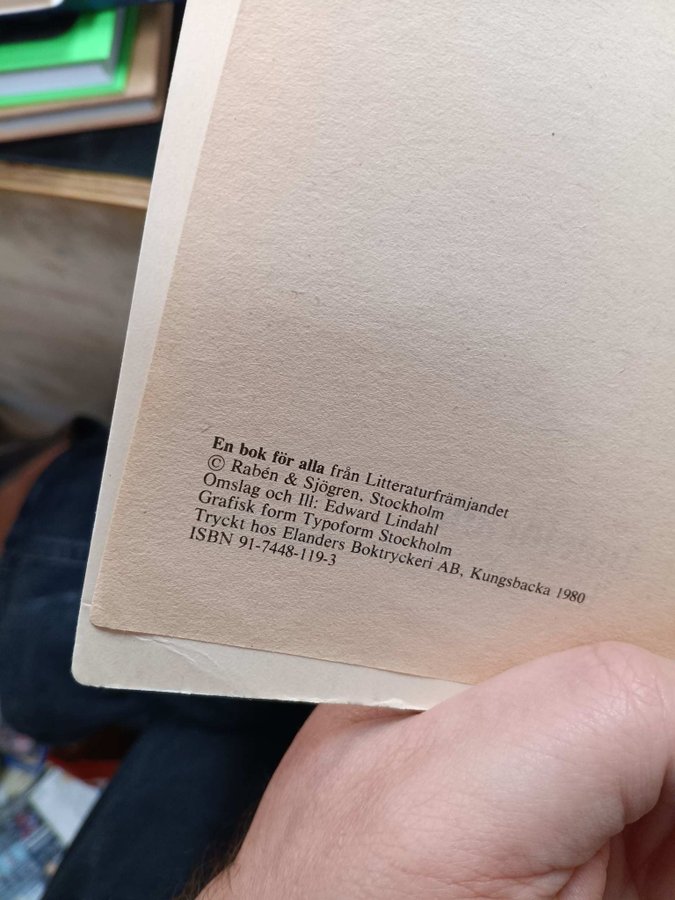 En bok för alla från Litteraturfrämjandet
© Rabén & Sjögren, Stockholm
Omslag och Ill: Edward Lindahl
Grafisk form Typoform Stockholm
Tryckt hos Elanders Boktryckeri AB, Kungsbacka 1980
ISBN 91-7448-119-3